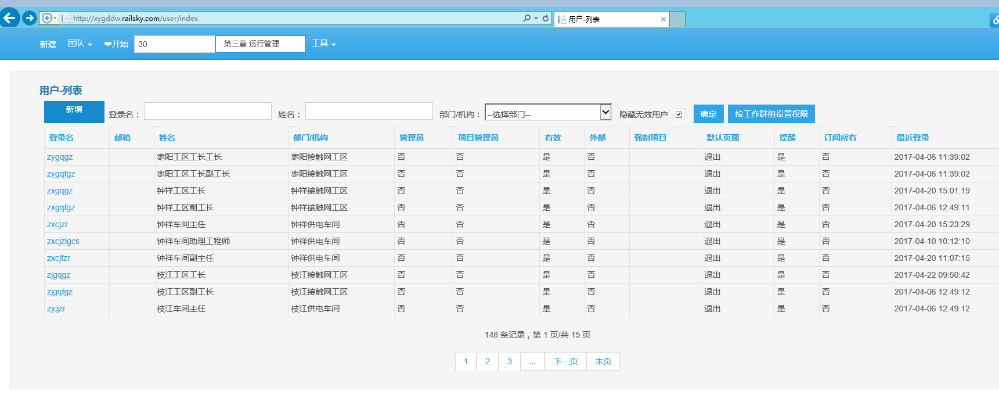 http://xygddw.railsky.com/user/index 用户-列表
新建 团队 ❤开始 30 第三章 运行管理 工具
用户-列表
新增 登录名： 姓名： 部门/机构： --选择部门-- 隐藏无效用户: 确定 按工作群组设置权限
登录名 邮箱 姓名 部门/机构 管理员 项目管理员 有效 外部 强制项目 默认页面 提醒 订阅所有 最近登录
zygqgz 枣阳工区工长工长 枣阳接触网工区 否 否 是 否 退出 是 否 2017-04-06 11:39:02
zygqfgz 枣阳工区工长副工长 枣阳接触网工区 否 否 是 否 退出 是 否 2017-04-06 11:39:02
zxgqgz 钟祥工区工长 钟祥接触网工区 否 否 是 否 退出 是 否 2017-04-20 15:01:19
zxgqfgz 钟祥工区副工长 钟祥接触网工区 否 否 是 否 退出 是 否 2017-04-06 12:49:11
zxcjzr 钟祥车间主任 钟祥供电车间 否 否 是 否 退出 是 否 2017-04-20 15:23:29
zxcjzlgcs 钟祥车间助理工程师 钟祥供电车间 否 否 是 否 退出 是 否 2017-04-10 10:12:10
zxcjfzr 钟祥车间副主任 钟祥供电车间 否 否 是 否 退出 是 否 2017-04-20 11:07:15
zjgqgz 枝江工区工长 枝江接触网工区 否 否 是 否 退出 是 否 2017-04-22 09:50:42
zjgqfgz 枝江工区副工长 枝江接触网工区 否 否 是 否 退出 是 否 2017-04-06 12:49:12
zjcjzr 枝江车间主任 枝江供电车间 否 否 是 否 退出 是 否 2017-04-06 12:49:12
148 条记录，第 1 页/共 15 页
1 2 3 ... 下一页 末页